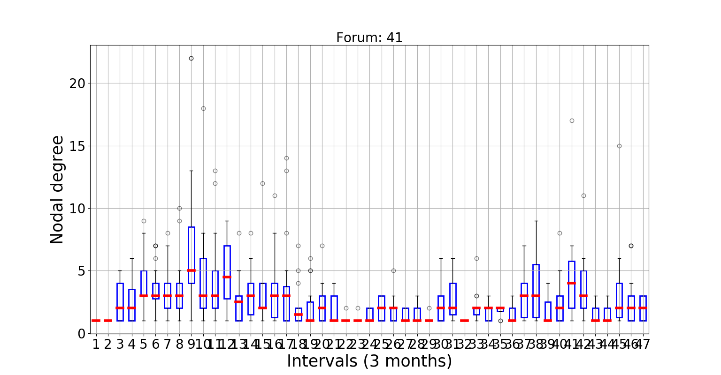 Forum: 41
Nodal degree
20
15
10
5
0
1 2 3 4 5 6 7 8 9 10 11 12 13 14 15 16 17 18 19 20 21 22 23 24 25 26 27 28 29 30 31 32 33 34 35 36 37 38 39 40 41 42 43 44 45 46 47
Intervals (3 months)